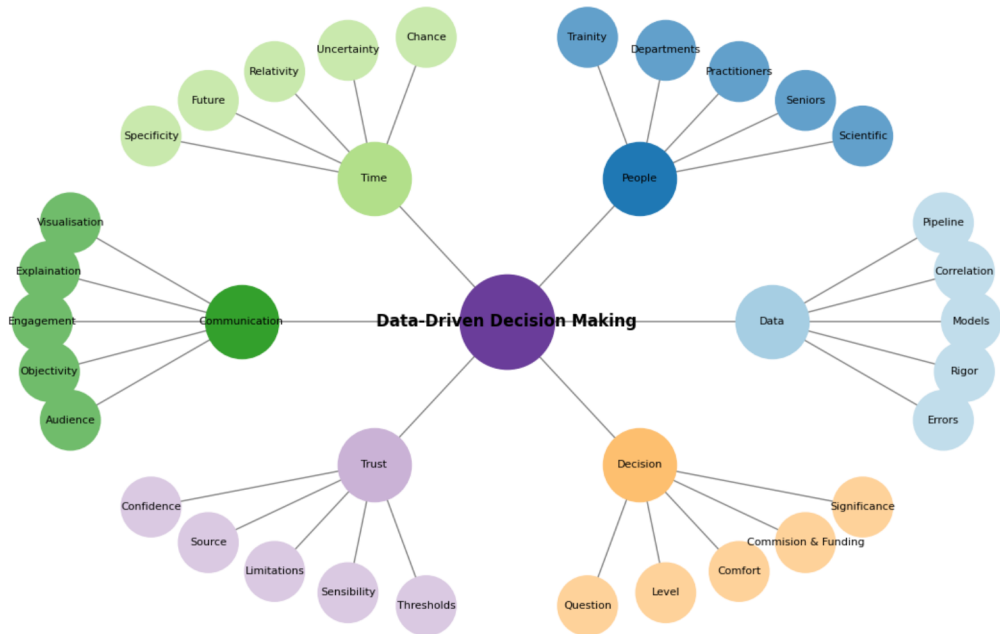 Chance
Trainity
Uncertainty
Departments
Relativity
Practitioners
Future
Seniors
Specificity
Scientific
Time
People
Visualisation
Pipeline
Explaination
Correlation
Engagement
Communication
Data-Driven Decision Making
Data
Models
Objectivity
Rigor
Audience
Errors
Trust
Decision
Confidence
Significance
Source
Commision & Funding
Limitations
Comfort
Sensibility
Level
Thresholds
Question